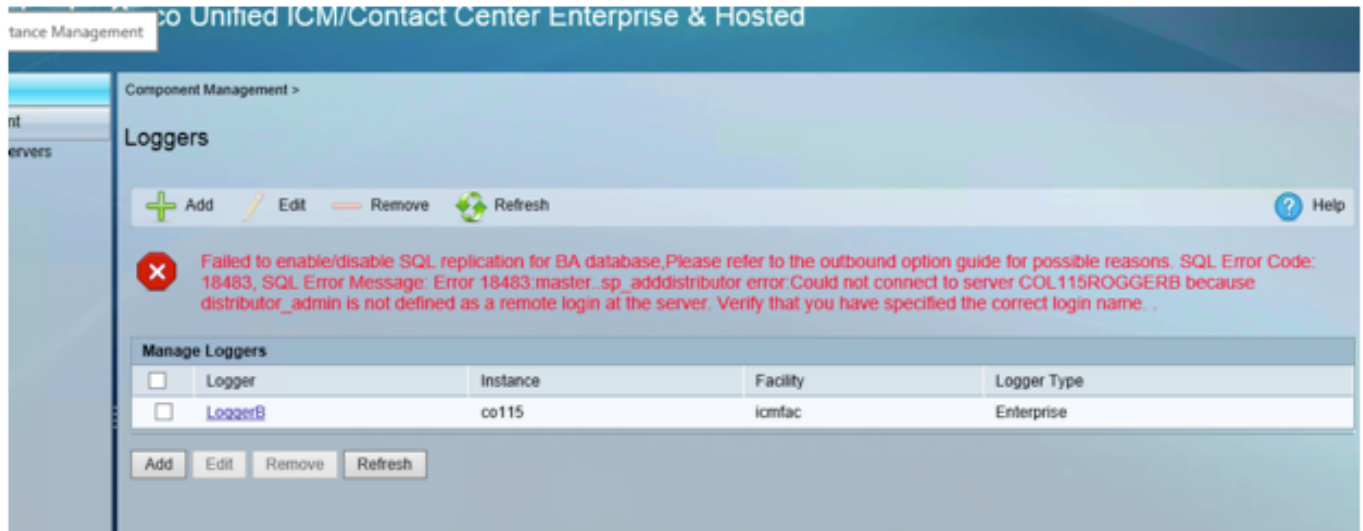 co Unified ICM/Contact Center Enterprise & Hosted
tance Management
Component Management >
nt
Loggers
ervers
Add Edit Remove Refresh Help
Failed to enable/disable SQL replication for BA database,Please refer to the outbound option guide for possible reasons. SQL Error Code:
18483, SQL Error Message: Error 18483:master..sp_adddistributor error:Could not connect to server COL115ROGGERB because
distributor_admin is not defined as a remote login at the server. Verify that you have specified the correct login name. .
Manage Loggers
Logger Instance Facility Logger Type
LoggerB co115 icmfac Enterprise
Add Edit Remove Refresh